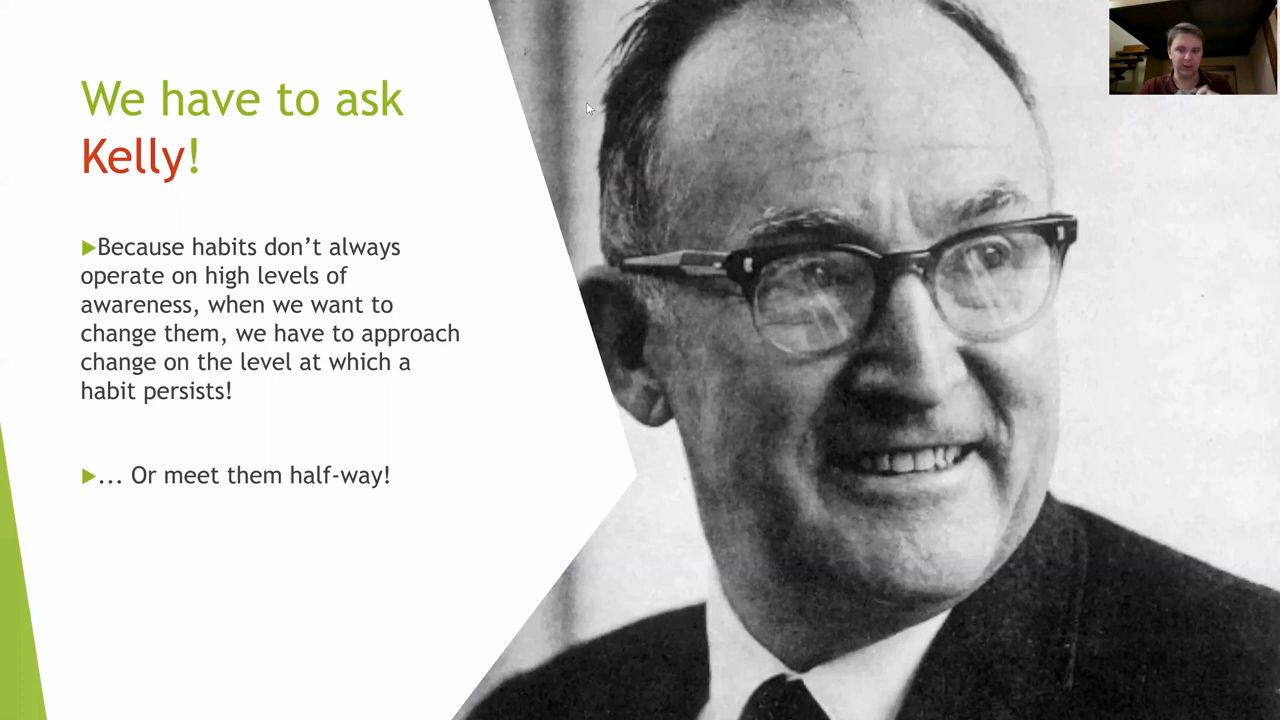 We have to ask
Kelly!
▶Because habits don’t always
operate on high levels of
awareness, when we want to
change them, we have to approach
change on the level at which a
habit persists!
▶... Or meet them half-way!